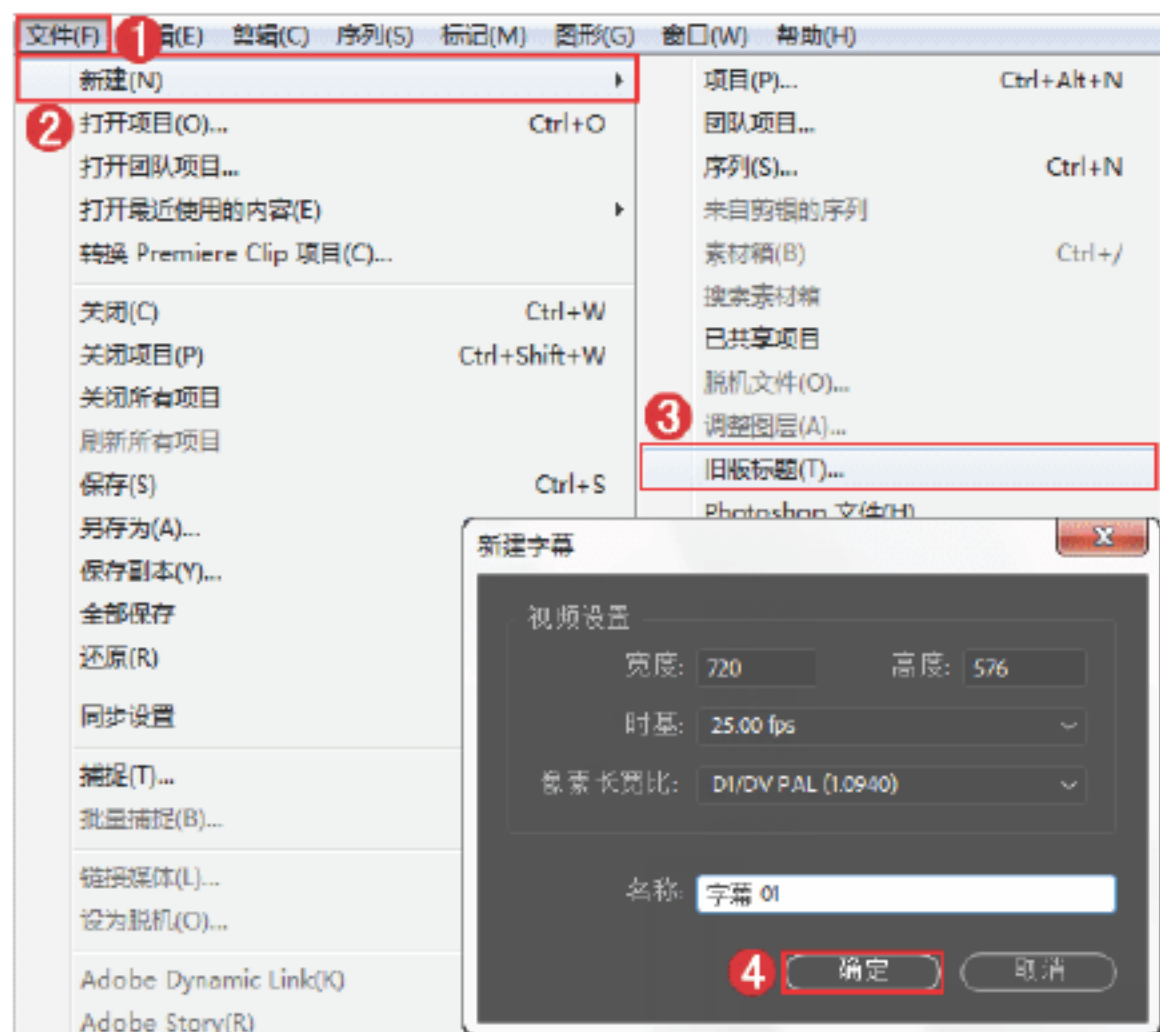 文件(F) 辑(E) 剪辑(C) 序列(S) 标记(M) 图形(G) 窗口(W) 帮助(H)
1
新建(N)
2
打开项目(O)... Ctrl+O
打开团队项目...
打开最近使用的内容(E)
转换 Premiere Clip 项目(C)...
关闭(C) Ctrl+W
关闭项目(P) Ctrl+Shift+W
关闭所有项目
刷新所有项目
保存(S) Ctrl+S
另存为(A)...
保存副本(Y)...
全部保存
还原(R)
同步设置
捕捉(T)...
批量捕捉(B)...
链接媒体(L)...
设为脱机(O)...
Adobe Dynamic Link(K)
Adobe Story(R)
项目(P)... Ctrl+Alt+N
团队项目...
序列(S)... Ctrl+N
来自剪辑的序列
素材箱(B) Ctrl+/
搜索素材箱
已共享项目
脱机文件(O)...
3
调整图层(A)...
旧版标题(T)...
Photoshop 文件(H)
新建字幕
视频设置
宽度: 720 高度: 576
时基: 25.00 fps
像素长宽比: D1/DV PAL (1.0940)
名称: 字幕 01
4 确定 取消